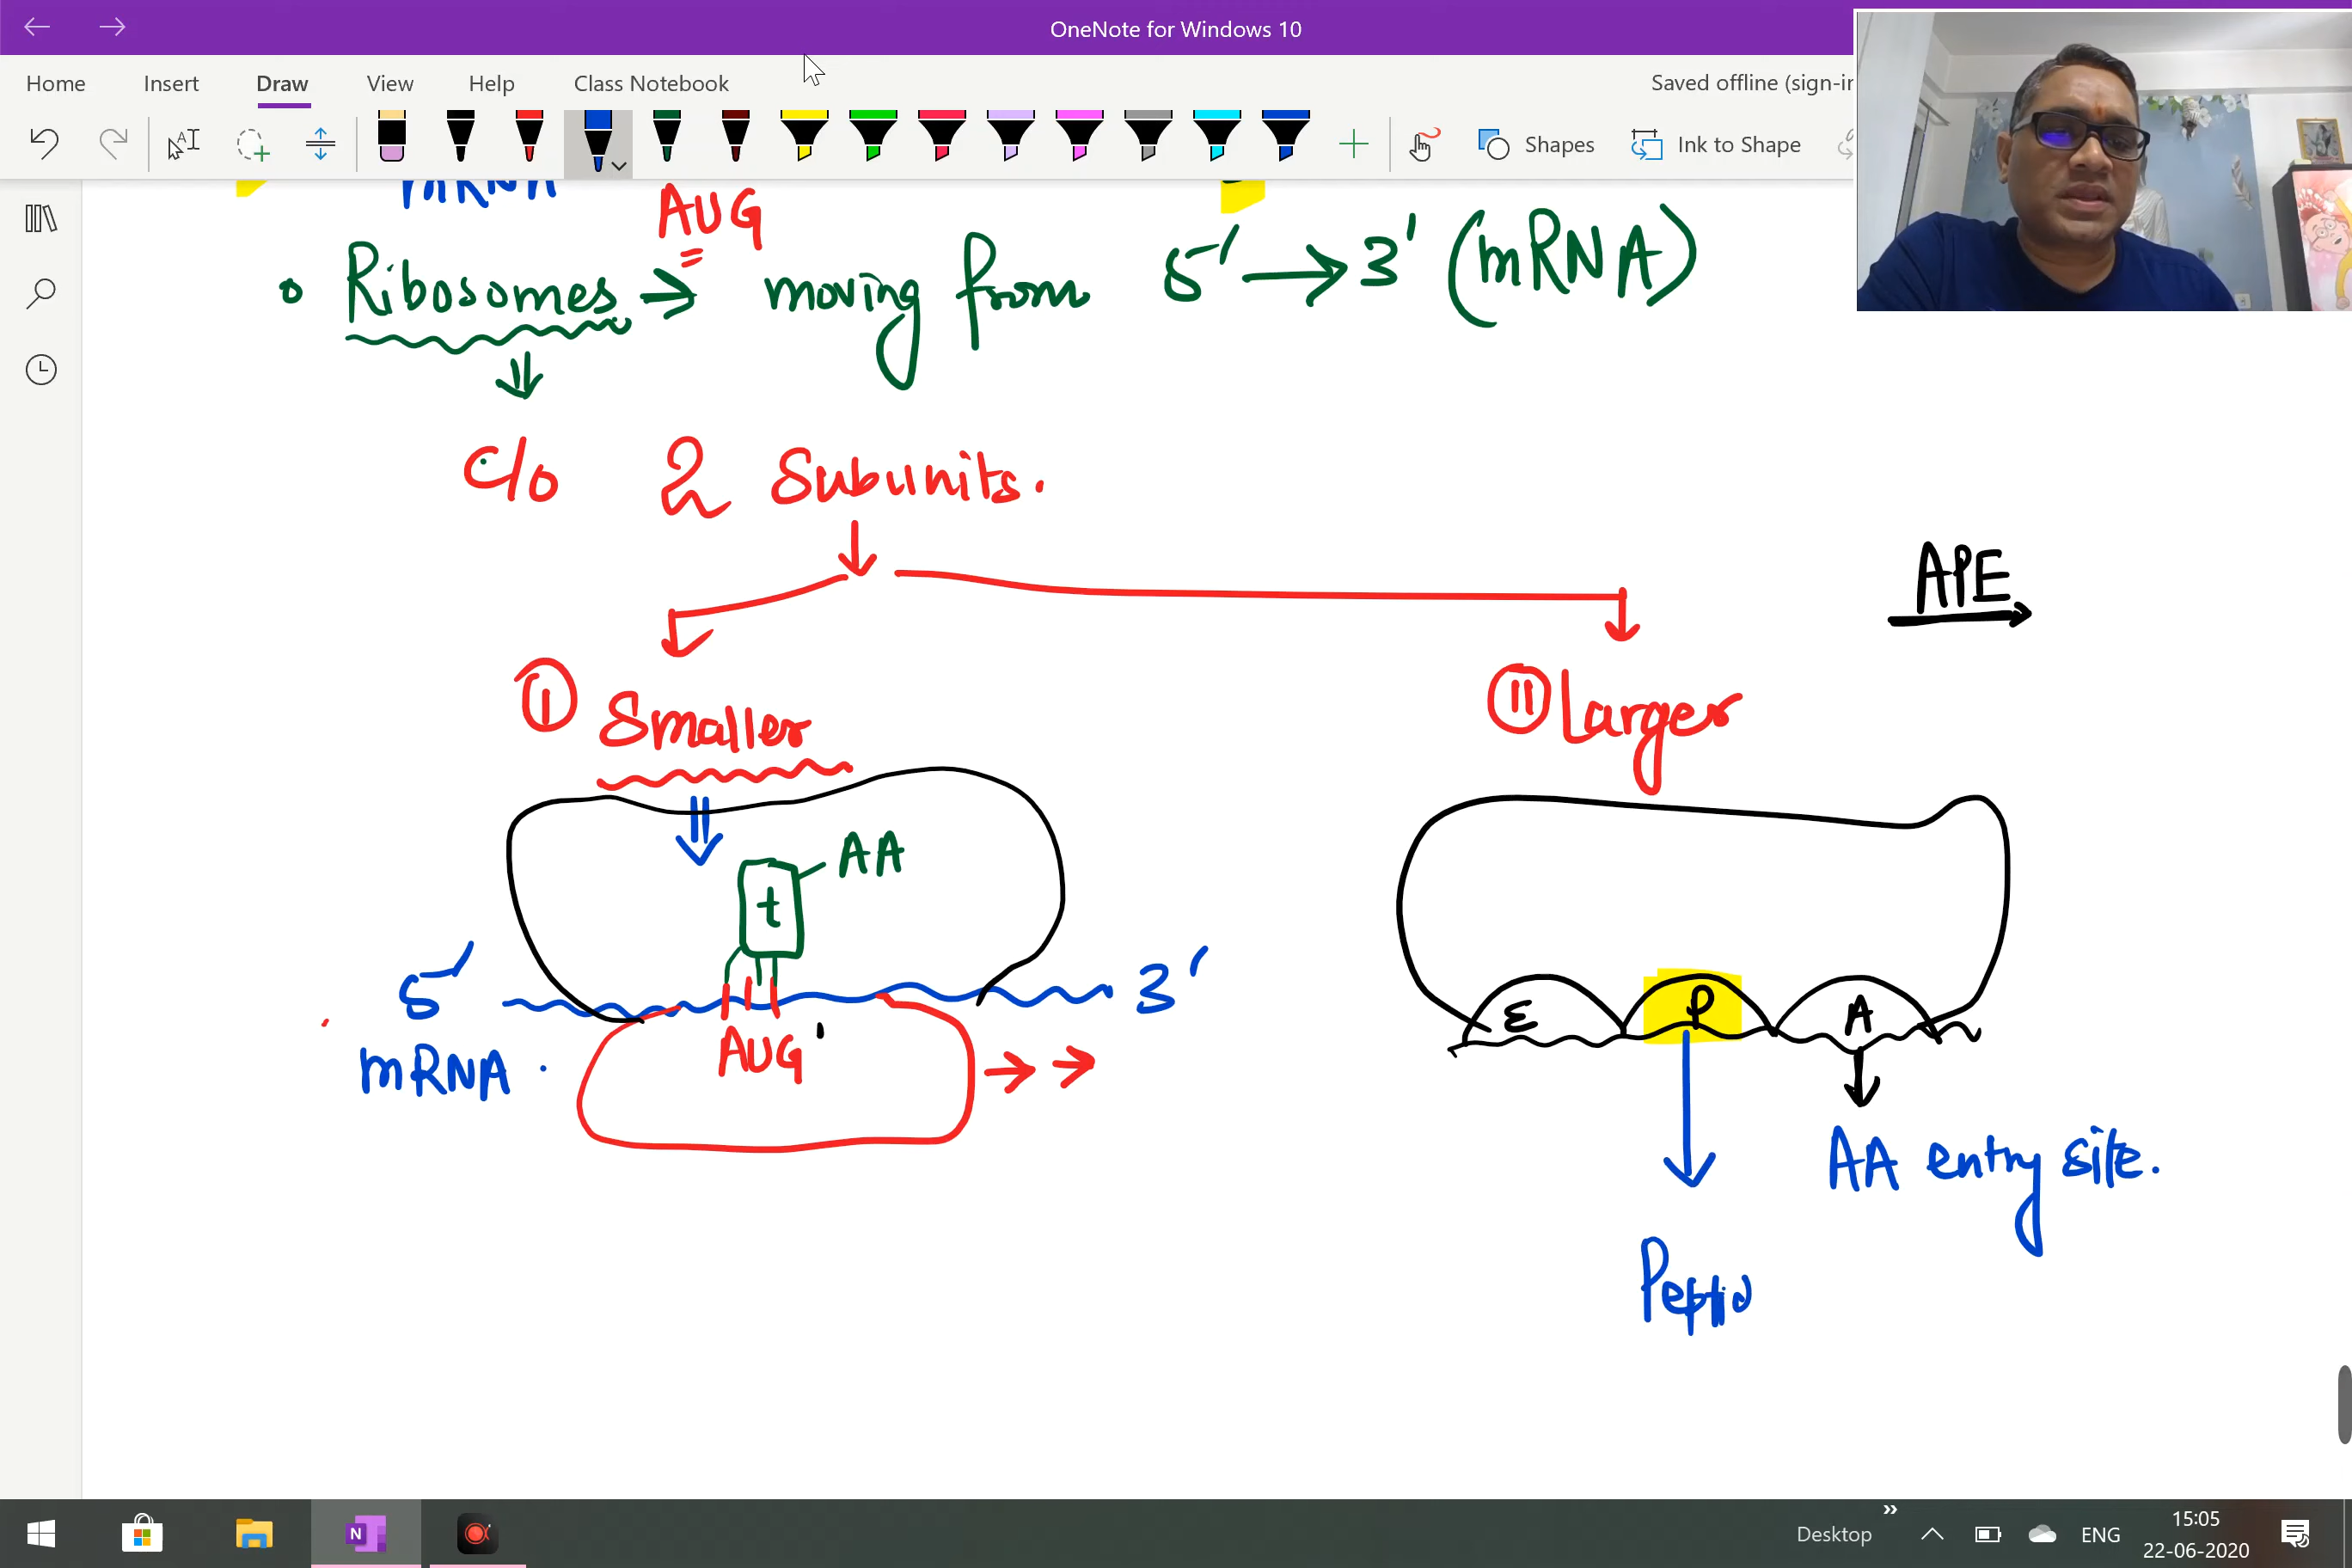 OneNote for Windows 10
Home Insert Draw View Help Class Notebook
Saved offline (sign-in
Shapes Ink to Shape
mRNA
AUG
Ribosomes → moving from 5' → 3' (mRNA)
c/o 2 Subunits.
APE
I Smaller
II Larger
AA
t
5' 3'
E P A
AUG
mRNA
AA entry site.
Peptid
Desktop
ENG
15:05
22-06-2020